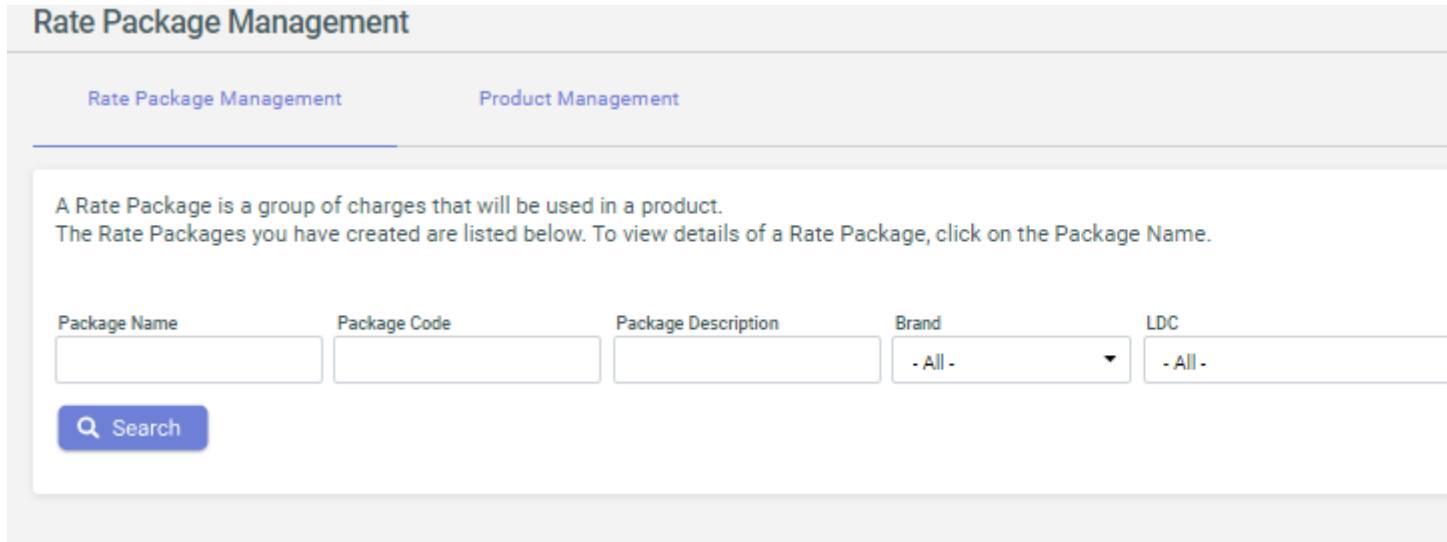 Rate Package Management
Rate Package Management Product Management
A Rate Package is a group of charges that will be used in a product.
The Rate Packages you have created are listed below. To view details of a Rate Package, click on the Package Name.
Package Name Package Code Package Description Brand LDC
- All - - All -
Search